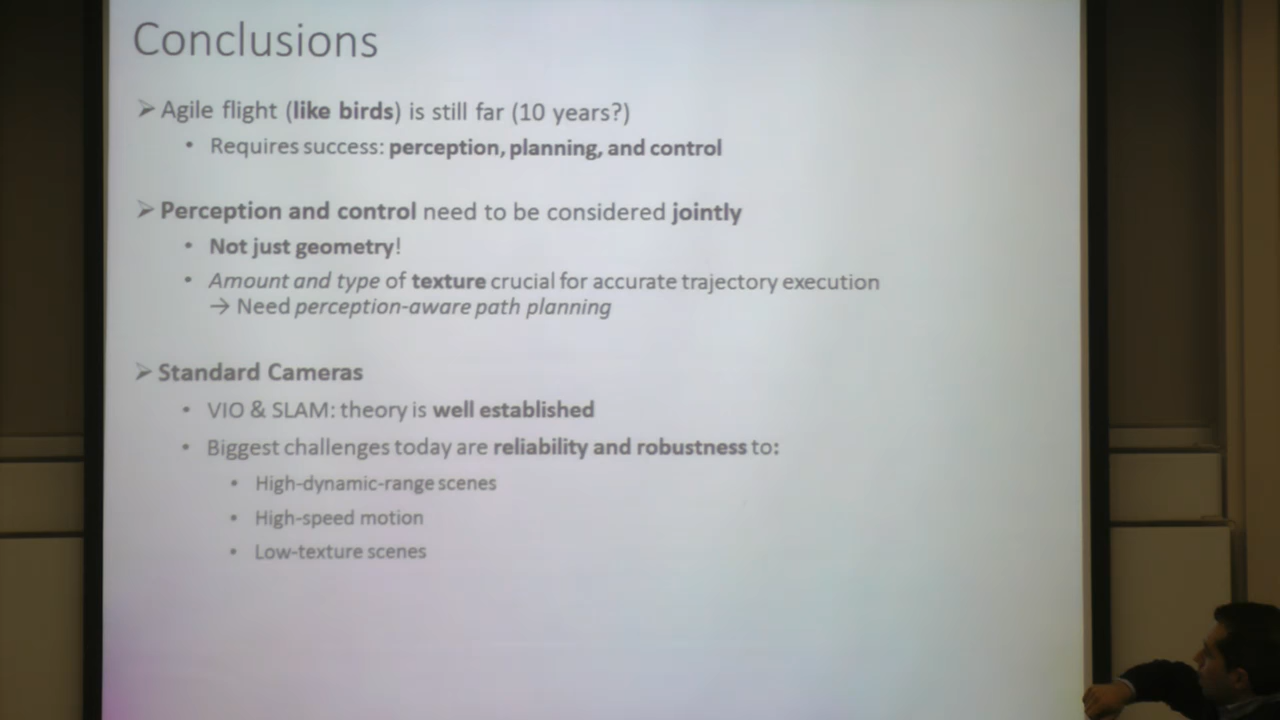 Conclusions
➤ Agile flight (like birds) is still far (10 years?)
• Requires success: perception, planning, and control
➤ Perception and control need to be considered jointly
• Not just geometry!
• Amount and type of texture crucial for accurate trajectory execution
→ Need perception-aware path planning
➤ Standard Cameras
• VIO & SLAM: theory is well established
• Biggest challenges today are reliability and robustness to:
• High-dynamic-range scenes
• High-speed motion
• Low-texture scenes